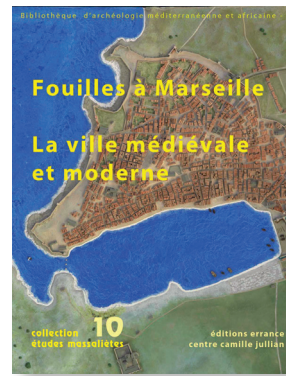 Bibliothèque d'archéologie méditerranéenne et africaine
Fouilles à Marseille
La ville médiévale
et moderne
collection 10
études massaliètes
éditions errance
centre camille jullian